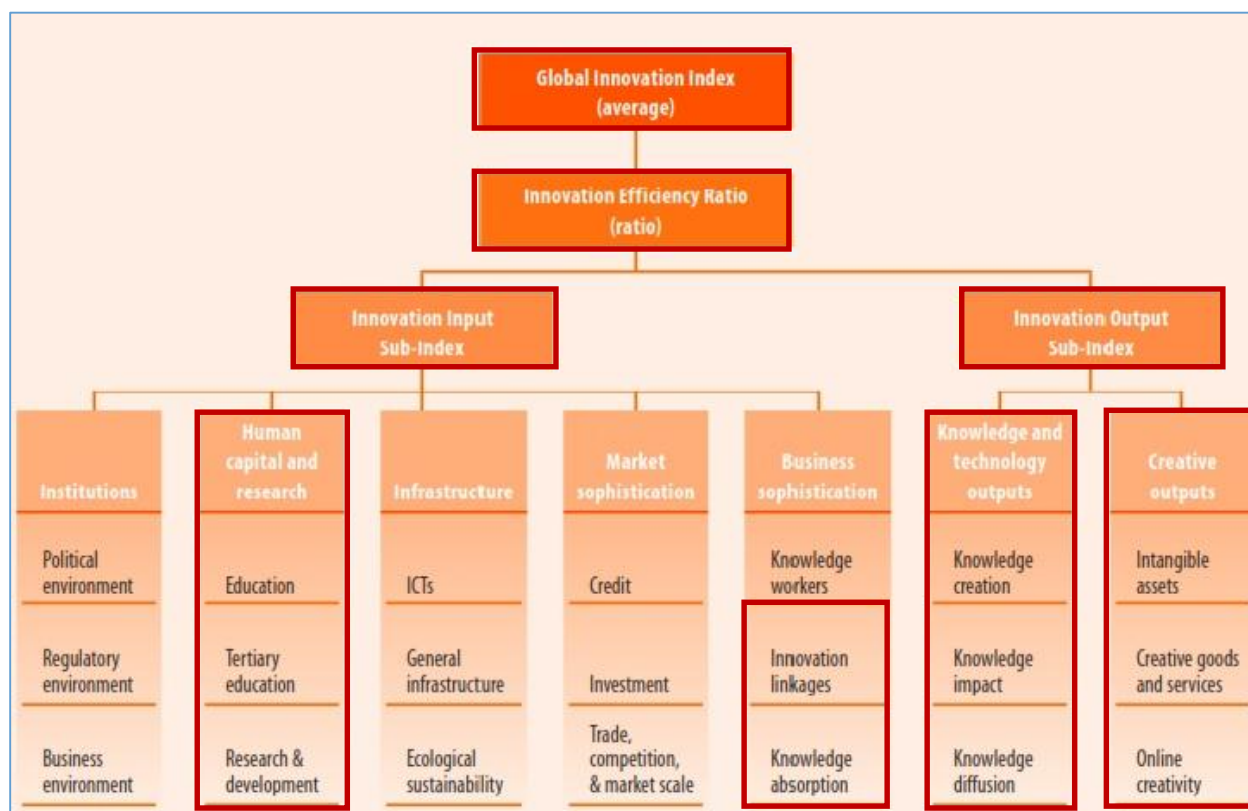 Global Innovation Index
(average)
Innovation Efficiency Ratio
(ratio)
Innovation Input
Sub-Index
Innovation Output
Sub-Index
Institutions
Political
environment
Regulatory
environment
Business
environment
Human
capital and
research
Education
Tertiary
education
Research &
development
Infrastructure
ICTs
General
infrastructure
Ecological
sustainability
Market
sophistication
Credit
Investment
Trade,
competition,
& market scale
Business
sophistication
Knowledge
workers
Innovation
linkages
Knowledge
absorption
Knowledge and
technology
outputs
Knowledge
creation
Knowledge
impact
Knowledge
diffusion
Creative
outputs
Intangible
assets
Creative goods
and services
Online
creativity